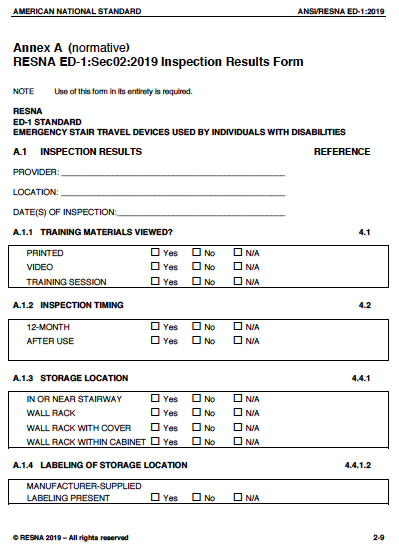 AMERICAN NATIONAL STANDARD ANSI/RESNA ED-1:2019
Annex A (normative)
RESNA ED-1:Sec02:2019 Inspection Results Form
NOTE Use of this form in its entirety is required.
RESNA
ED-1 STANDARD
EMERGENCY STAIR TRAVEL DEVICES USED BY INDIVIDUALS WITH DISABILITIES
A.1 INSPECTION RESULTS REFERENCE
PROVIDER: ___
LOCATION: ___
DATE(S) OF INSPECTION: ___
A.1.1 TRAINING MATERIALS VIEWED? 4.1
PRINTED ☐ Yes ☐ No ☐ N/A
VIDEO ☐ Yes ☐ No ☐ N/A
TRAINING SESSION ☐ Yes ☐ No ☐ N/A
A.1.2 INSPECTION TIMING 4.2
12-MONTH ☐ Yes ☐ No ☐ N/A
AFTER USE ☐ Yes ☐ No ☐ N/A
A.1.3 STORAGE LOCATION 4.4.1
IN OR NEAR STAIRWAY ☐ Yes ☐ No ☐ N/A
WALL RACK ☐ Yes ☐ No ☐ N/A
WALL RACK WITH COVER ☐ Yes ☐ No ☐ N/A
WALL RACK WITHIN CABINET ☐ Yes ☐ No ☐ N/A
A.1.4 LABELING OF STORAGE LOCATION 4.4.1.2
MANUFACTURER-SUPPLIED
LABELING PRESENT ☐ Yes ☐ No ☐ N/A
© RESNA 2019 – All rights reserved 2-9